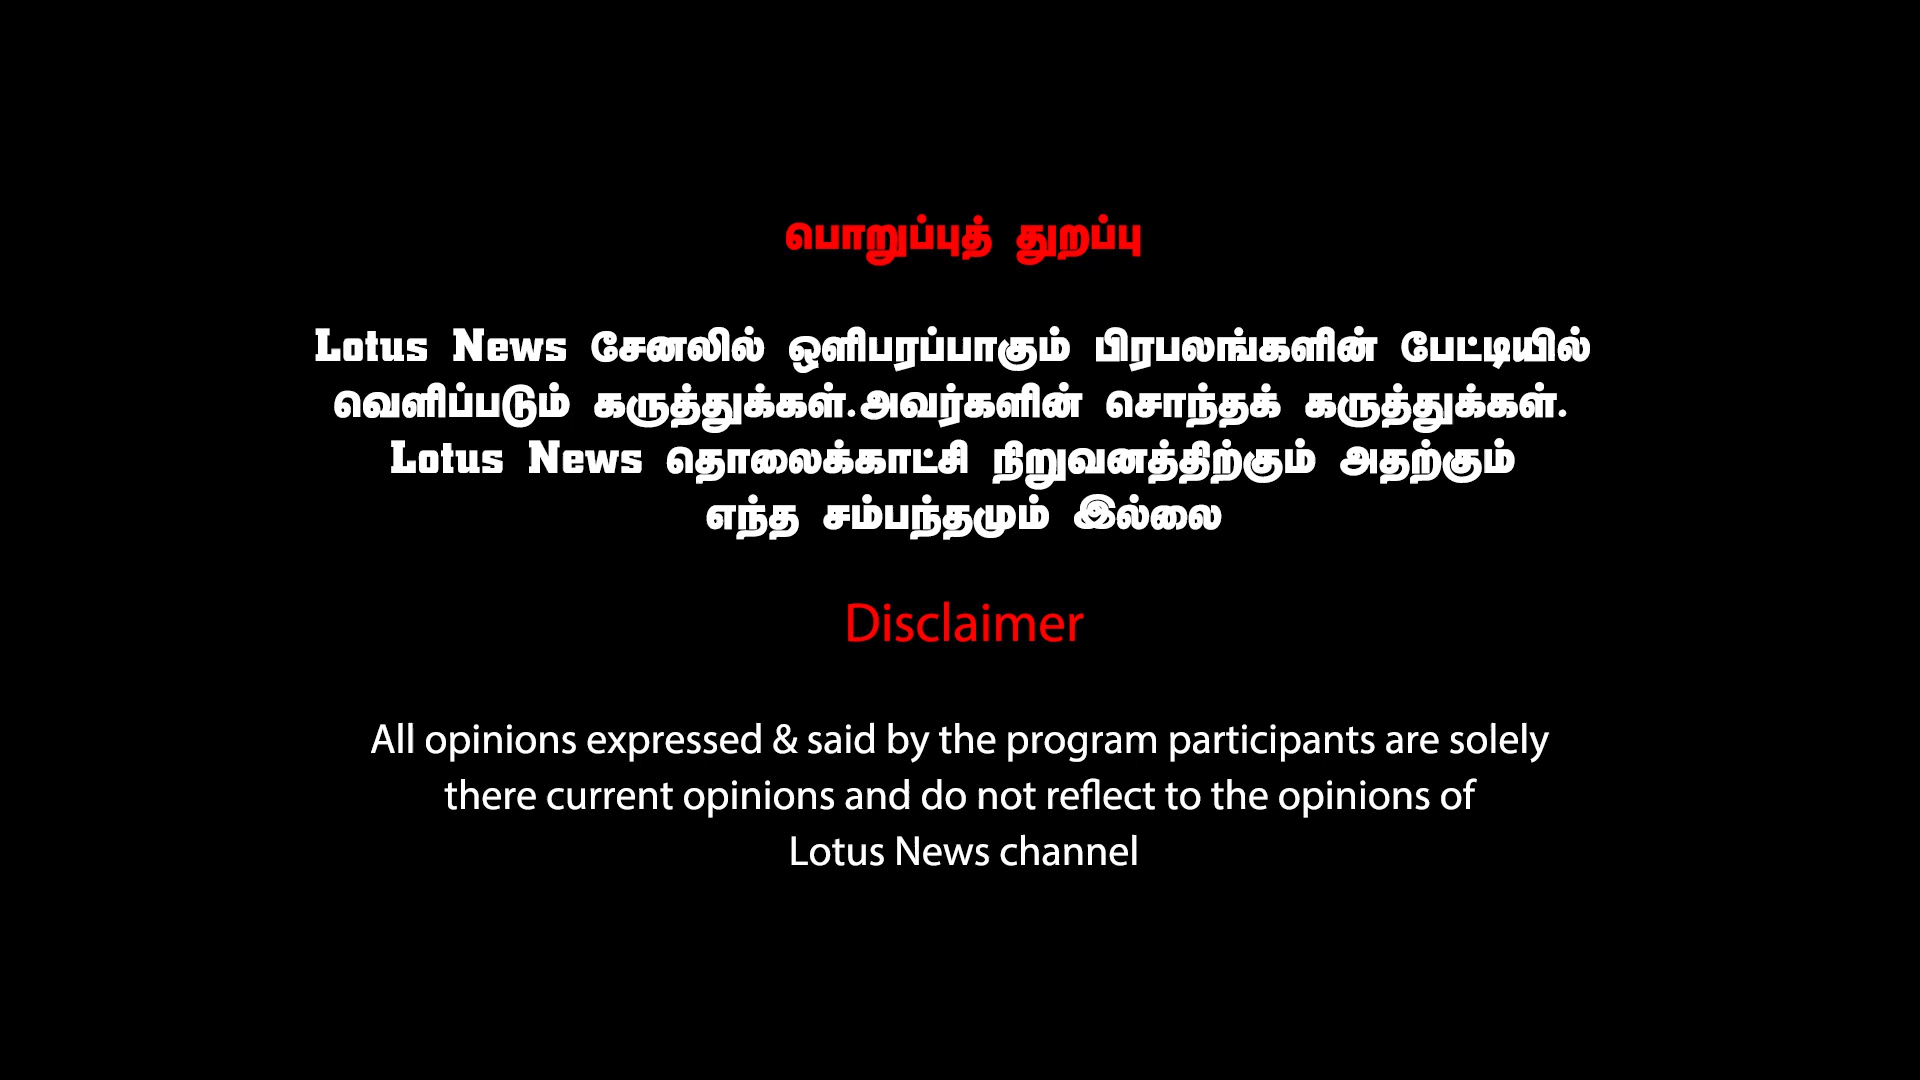 பொறுப்புத் துறப்பு
Lotus News சேனலில் ஒளிபரப்பாகும் பிரபலங்களின் பேட்டியில்
வெளிப்படும் கருத்துக்கள்.அவர்களின் சொந்தக் கருத்துக்கள்.
Lotus News தொலைக்காட்சி நிறுவனத்திற்கும் அதற்கும்
எந்த சம்பந்தமும் இல்லை
Disclaimer
All opinions expressed & said by the program participants are solely
there current opinions and do not reflect to the opinions of
Lotus News channel